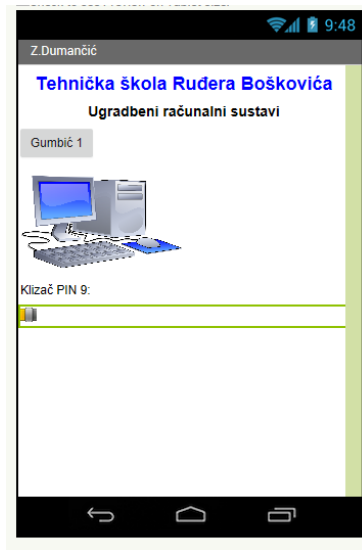 9:48
Z.Dumančić
Tehnička škola Ruđera Boškovića
Ugradbeni računalni sustavi
Gumbić 1
Klizač PIN 9: